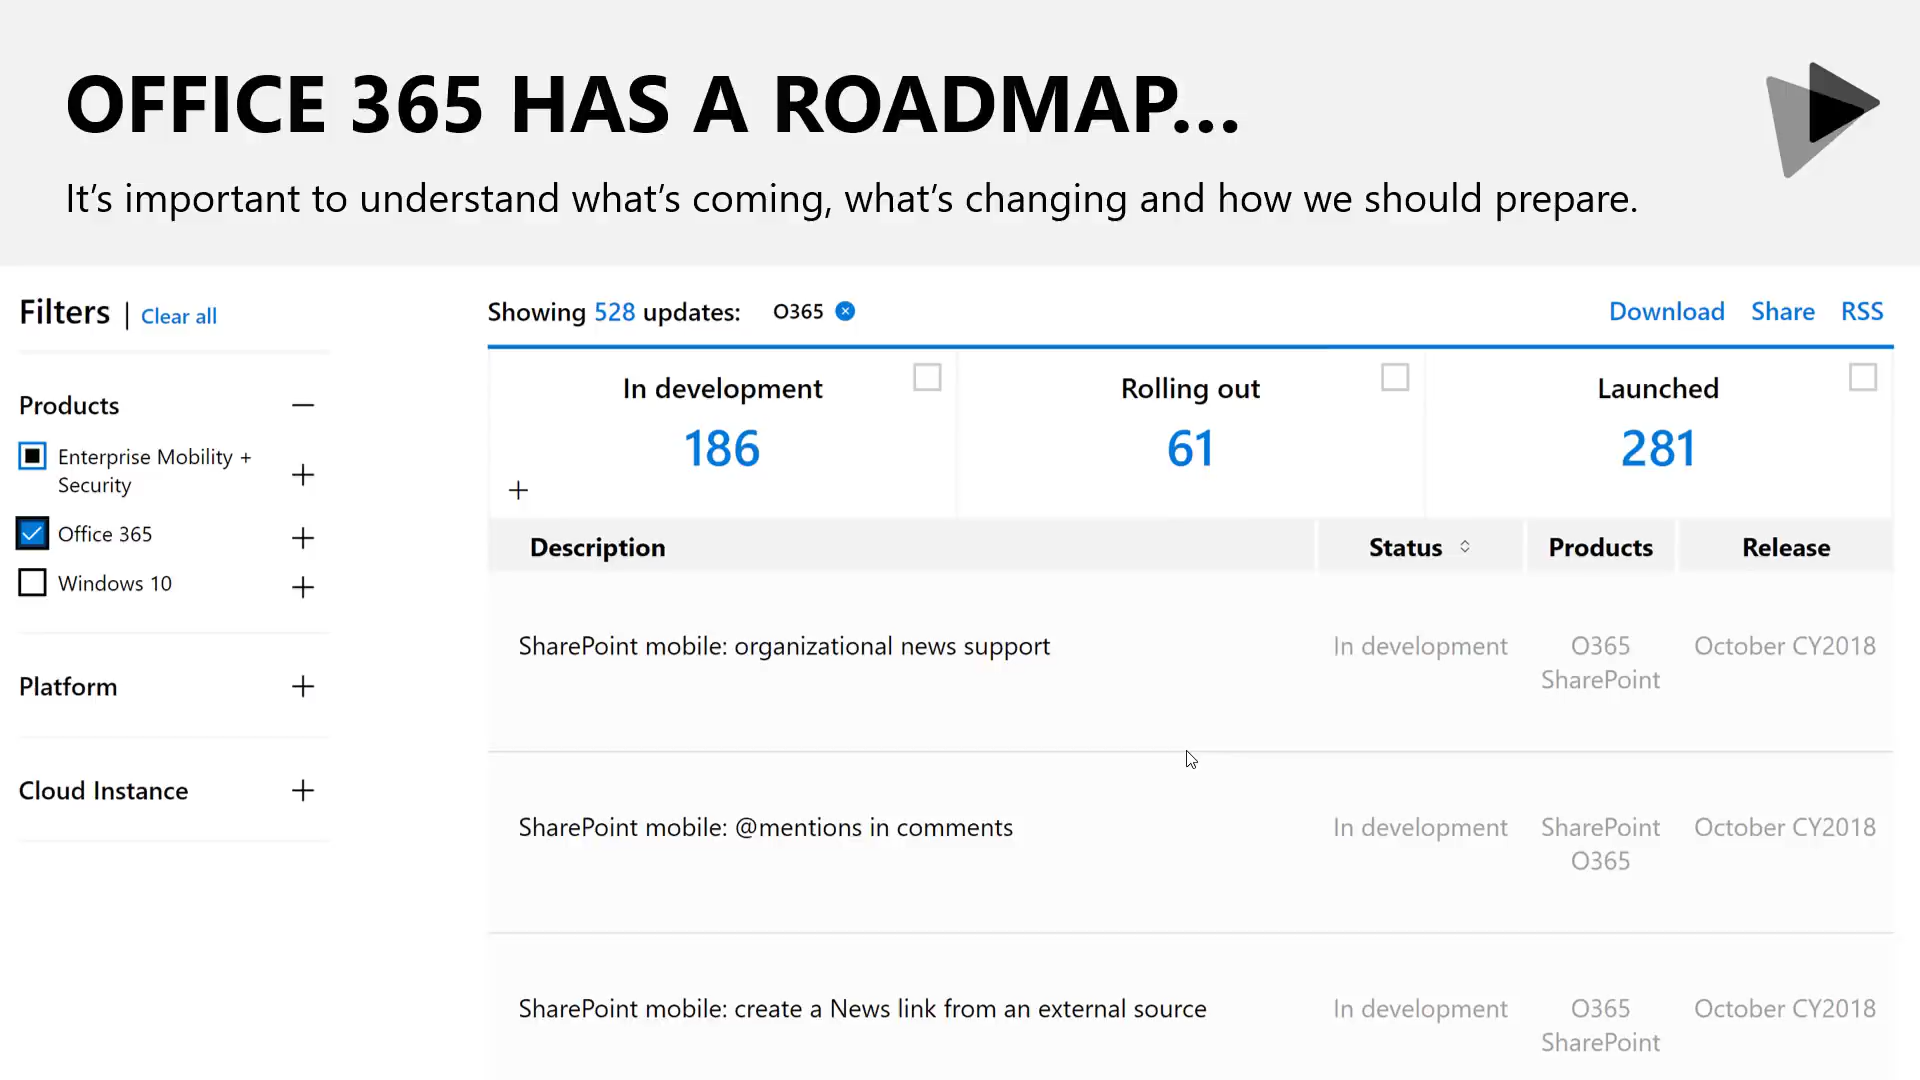 OFFICE 365 HAS A ROADMAP...
It's important to understand what's coming, what's changing and how we should prepare.
Filters | Clear all
Showing 528 updates: O365
Download Share RSS
Products
Enterprise Mobility +
Security
Office 365
Windows 10
Platform
Cloud Instance
In development
186
Rolling out
61
Launched
281
Description Status Products Release
SharePoint mobile: organizational news support In development O365 October CY2018
SharePoint
SharePoint mobile: @mentions in comments In development SharePoint October CY2018
O365
SharePoint mobile: create a News link from an external source In development O365 October CY2018
SharePoint